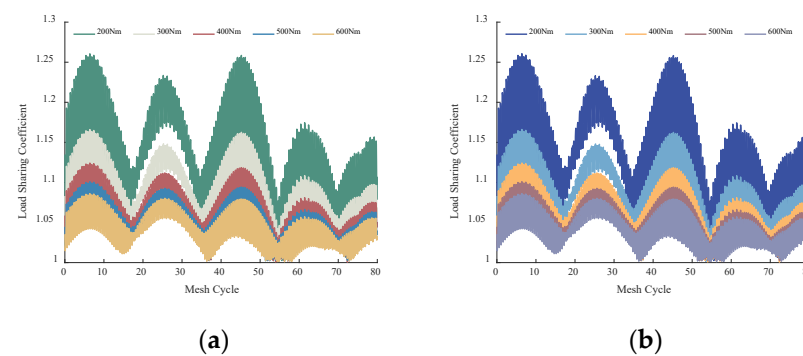 1.3
200Nm 300Nm 400Nm 500Nm 600Nm
1.25
1.2
1.15
1.1
1.05
1
Load Sharing Coefficient
0 10 20 30 40 50 60 70 80
Mesh Cycle
(a)
1.3
200Nm 300Nm 400Nm 500Nm 600Nm
1.25
1.2
1.15
1.1
1.05
1
Load Sharing Coefficient
0 10 20 30 40 50 60 70
Mesh Cycle
(b)